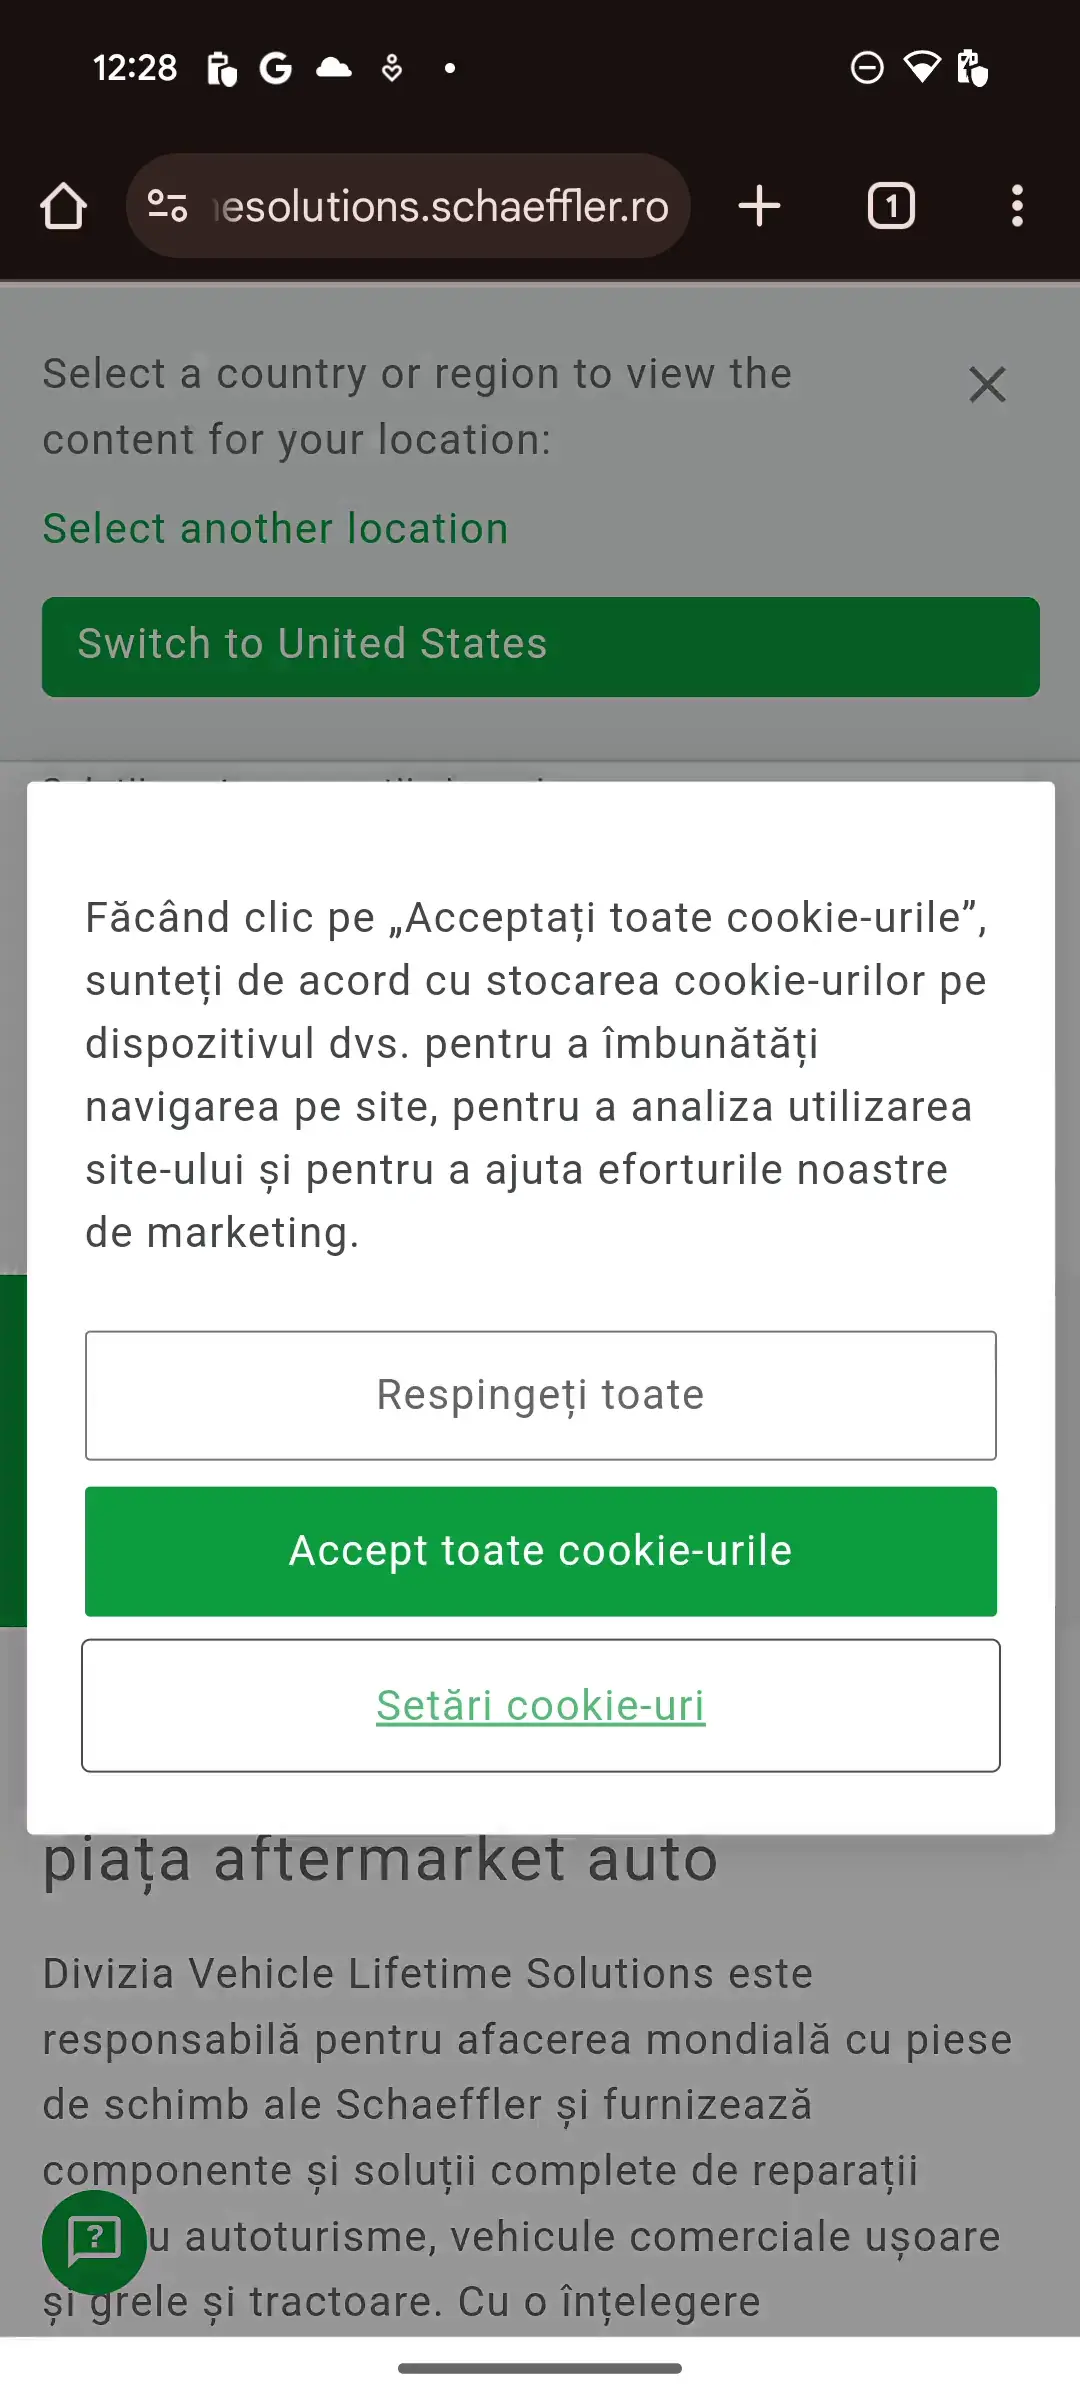 12:28
esolutions.schaeffler.ro
1
Select a country or region to view the
content for your location:
Select another location
Switch to United States
Făcând clic pe „Acceptați toate cookie-urile”,
sunteți de acord cu stocarea cookie-urilor pe
dispozitivul dvs. pentru a îmbunătăți
navigarea pe site, pentru a analiza utilizarea
site-ului și pentru a ajuta eforturile noastre
de marketing.
Respingeți toate
Accept toate cookie-urile
Setări cookie-uri
piața aftermarket auto
Divizia Vehicle Lifetime Solutions este
responsabilă pentru afacerea mondială cu piese
de schimb ale Schaeffler și furnizează
componente și soluții complete de reparații
u autoturisme, vehicule comerciale ușoare
și grele și tractoare. Cu o înțelegere